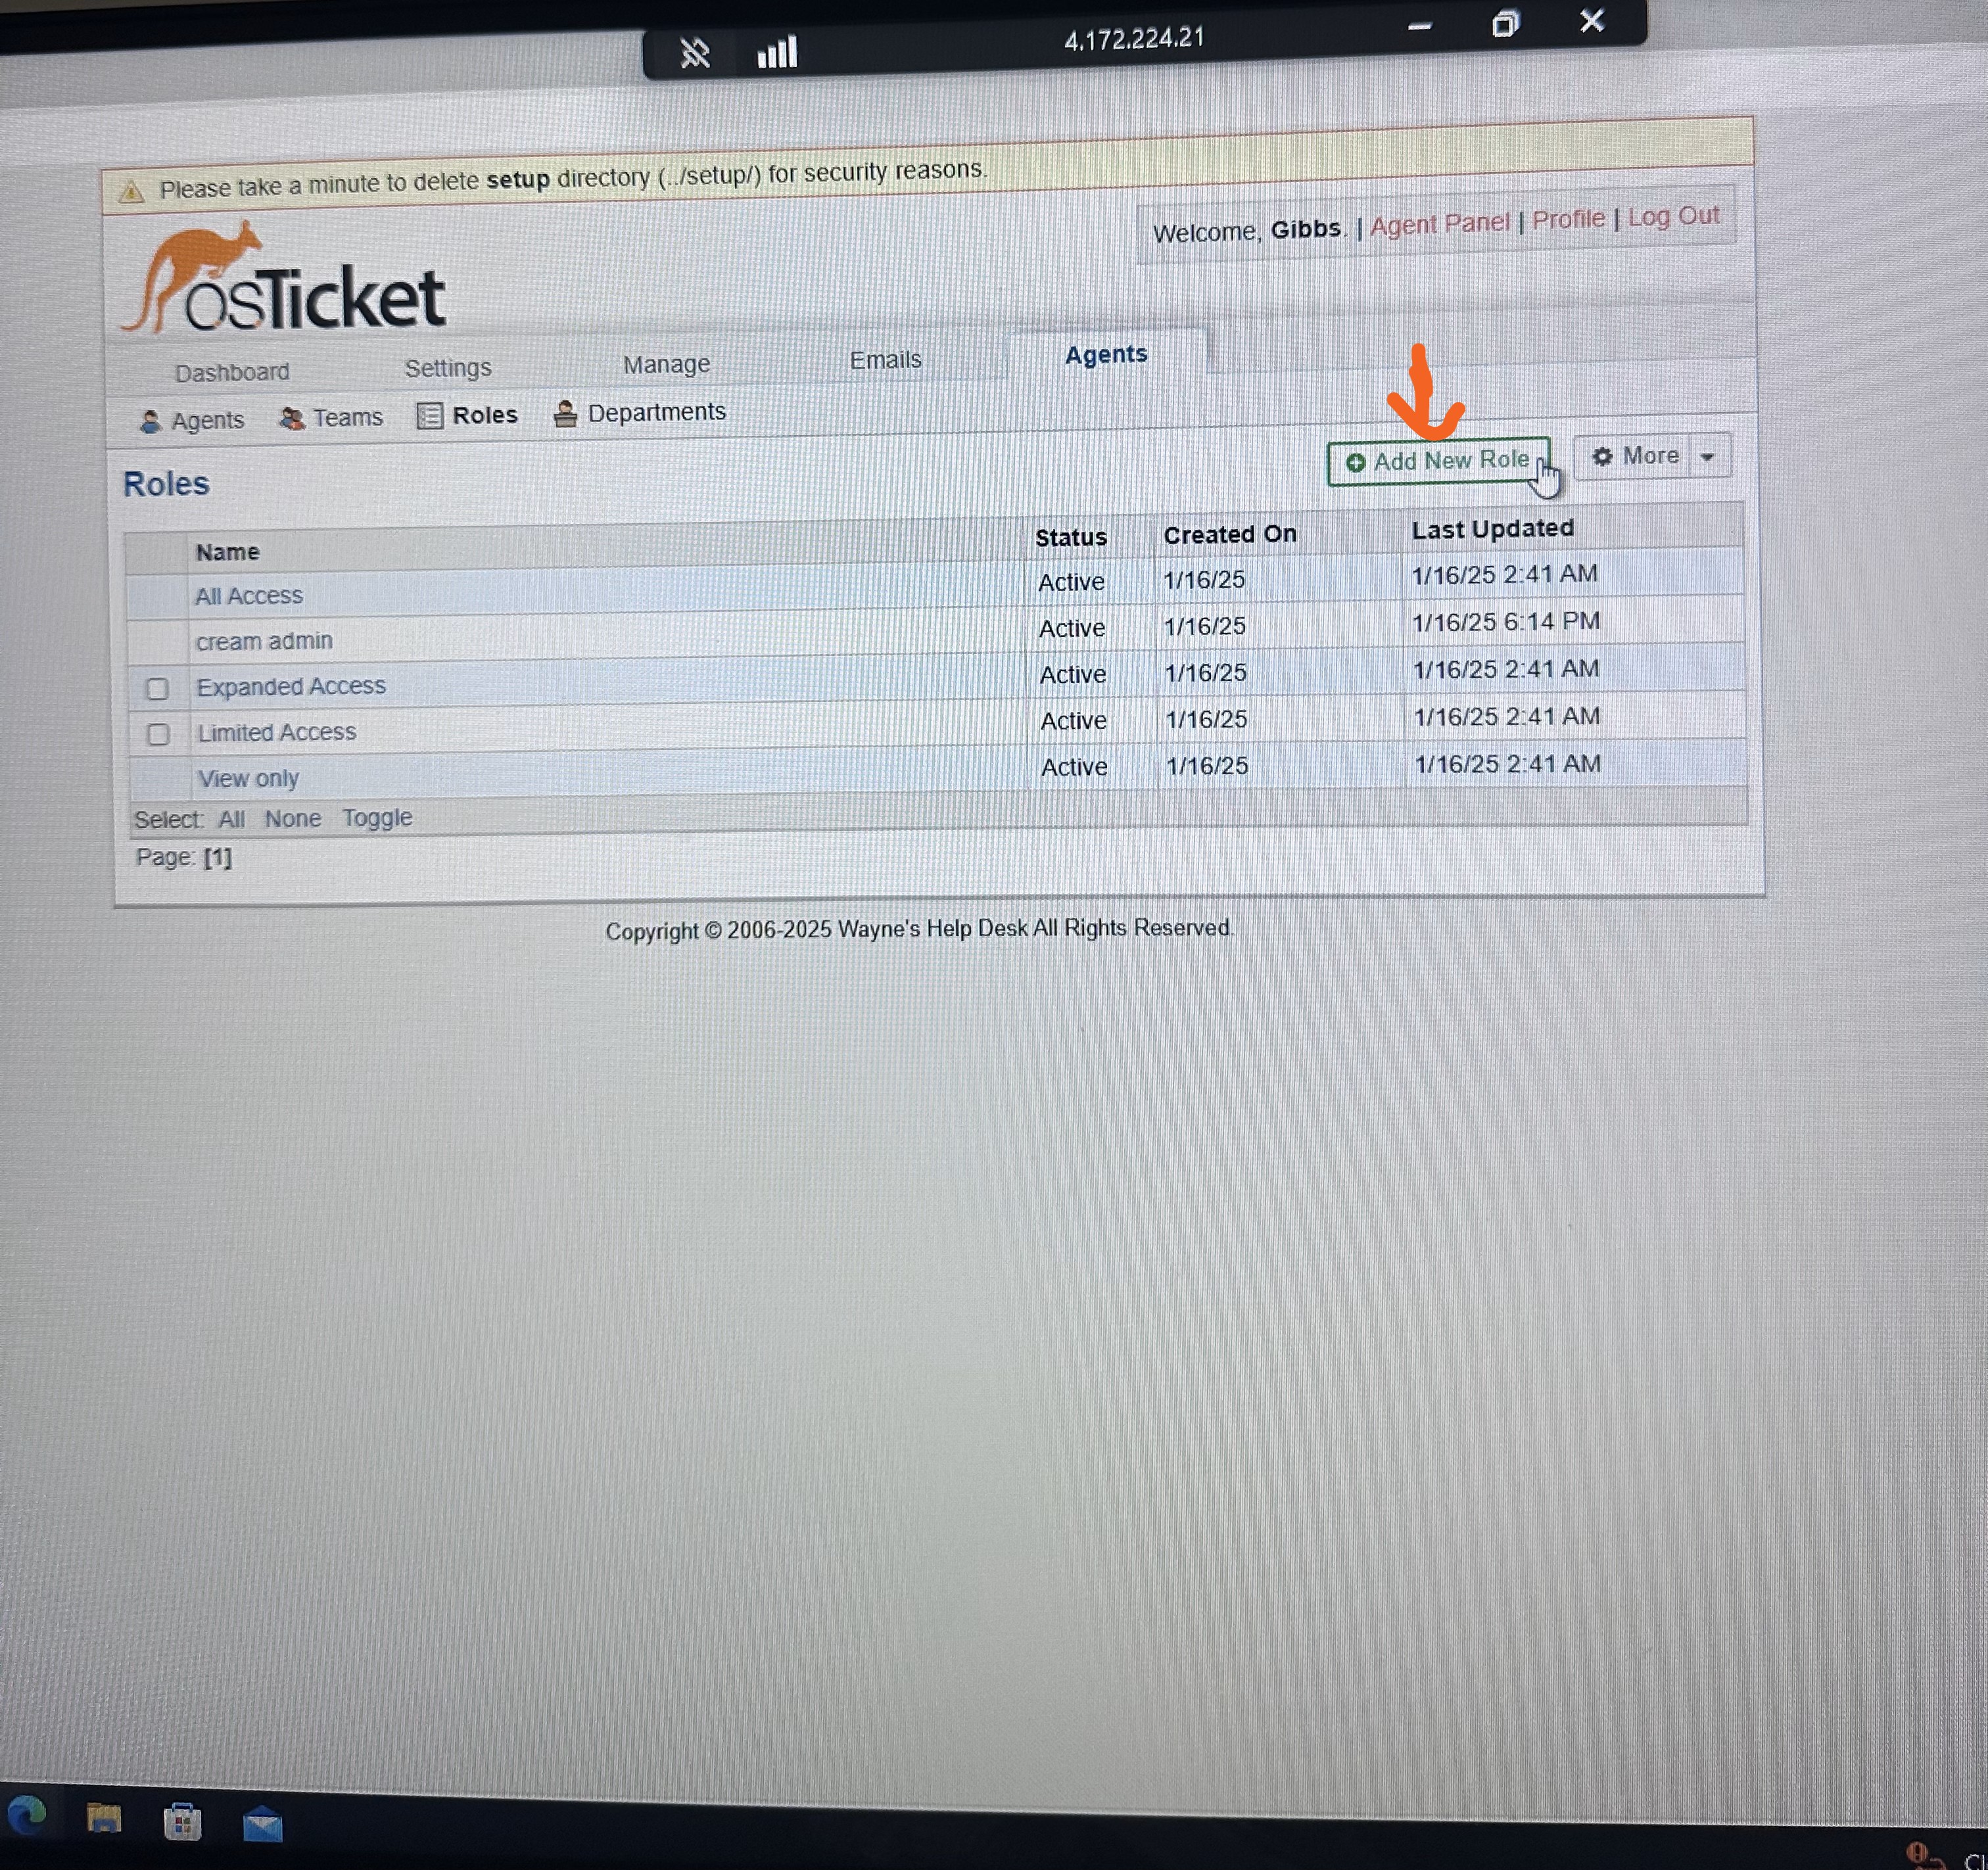 4.172.224.21
Please take a minute to delete setup directory (../setup/) for security reasons.
Welcome, Gibbs. | Agent Panel | Profile | Log Out
osTicket
Dashboard Settings Manage Emails Agents
Agents Teams Roles Departments
Roles
Add New Role More
Name Status Created On Last Updated
All Access Active 1/16/25 1/16/25 2:41 AM
cream admin Active 1/16/25 1/16/25 6:14 PM
Expanded Access Active 1/16/25 1/16/25 2:41 AM
Limited Access Active 1/16/25 1/16/25 2:41 AM
View only Active 1/16/25 1/16/25 2:41 AM
Select: All None Toggle
Page: [1]
Copyright © 2006-2025 Wayne's Help Desk All Rights Reserved.